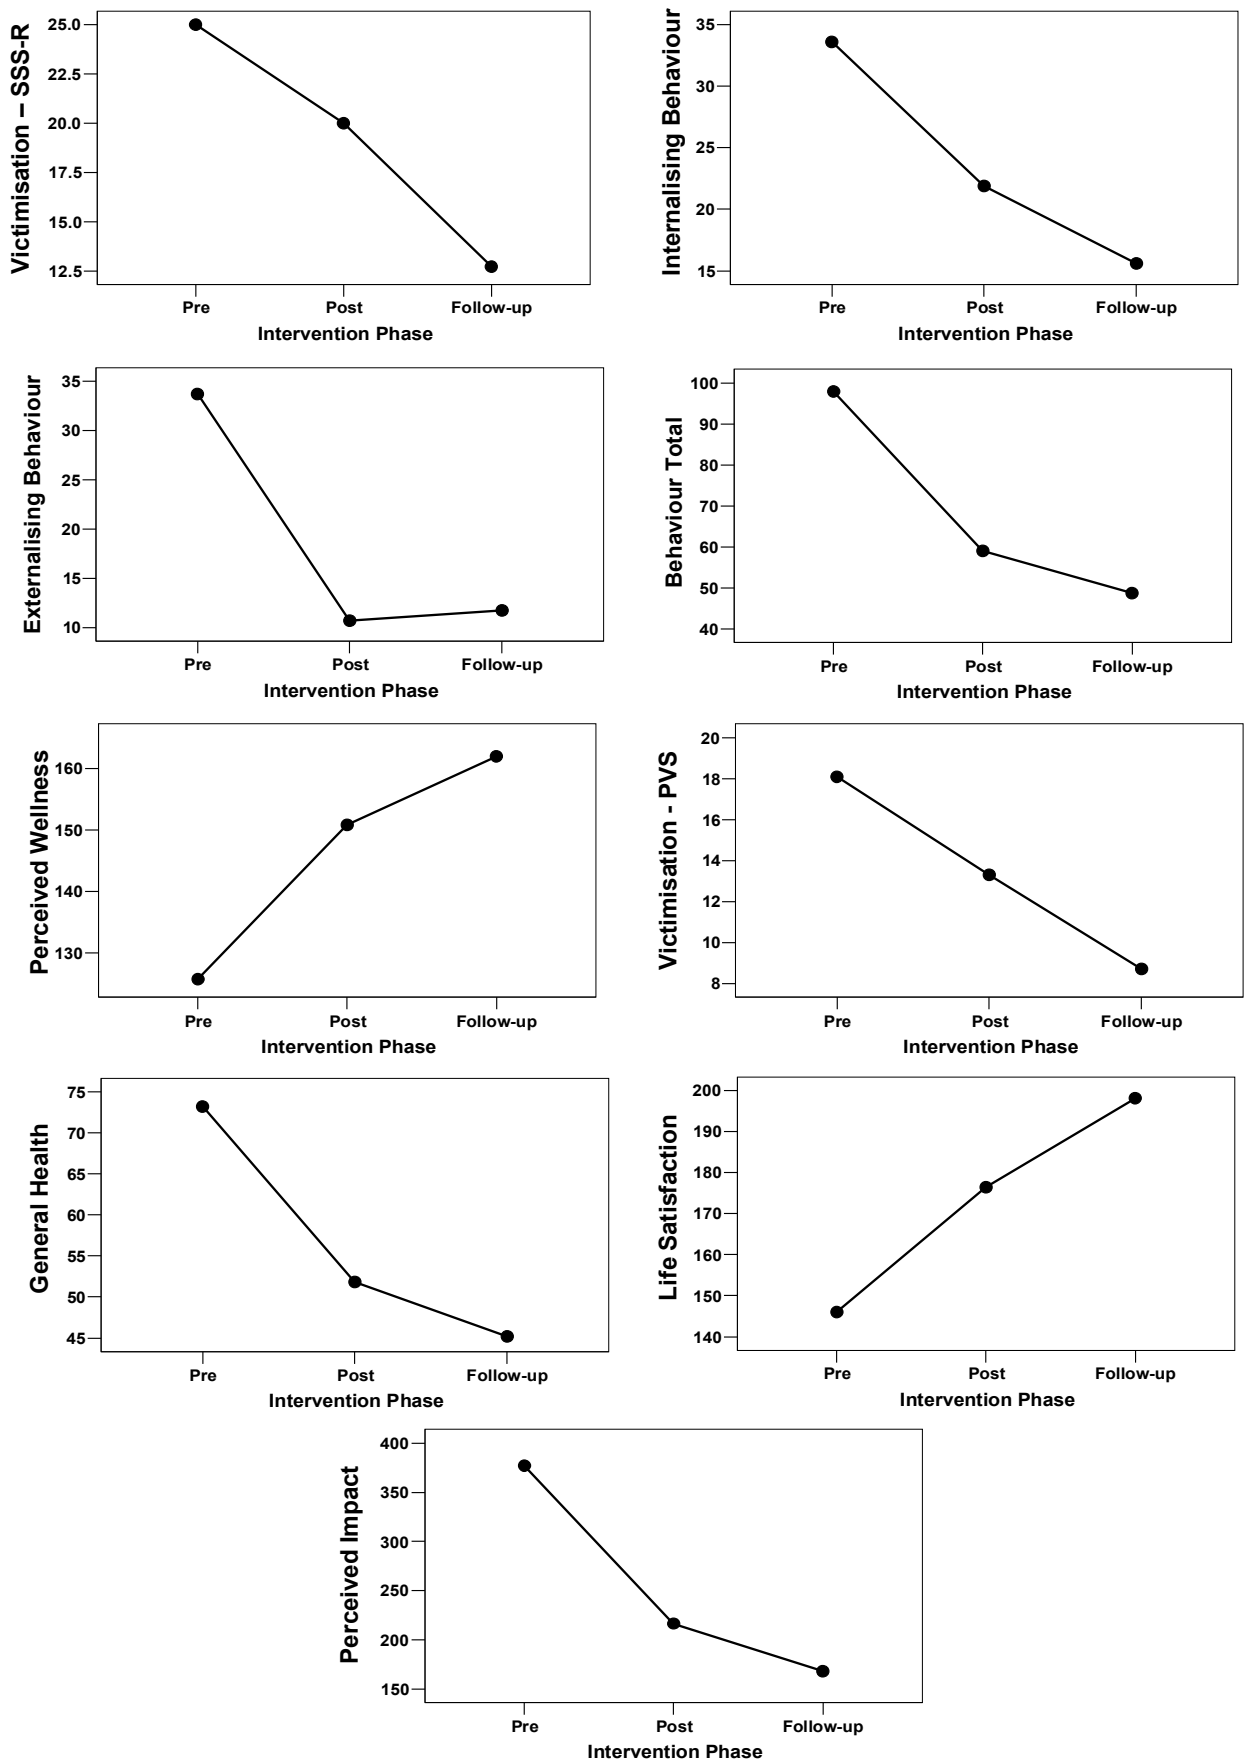 Victimisation – SSS-R
25.0
22.5
20.0
17.5
15.0
12.5
Pre Post Follow-up
Intervention Phase
Internalising Behaviour
35
30
25
20
15
Pre Post Follow-up
Intervention Phase
Externalising Behaviour
35
30
25
20
15
10
Pre Post Follow-up
Intervention Phase
Behaviour Total
100
90
80
70
60
50
40
Pre Post Follow-up
Intervention Phase
Perceived Wellness
160
150
140
130
Pre Post Follow-up
Intervention Phase
Victimisation - PVS
20
18
16
14
12
10
8
Pre Post Follow-up
Intervention Phase
General Health
75
70
65
60
55
50
45
Pre Post Follow-up
Intervention Phase
Life Satisfaction
200
190
180
170
160
150
140
Pre Post Follow-up
Intervention Phase
Perceived Impact
400
350
300
250
200
150
Pre Post Follow-up
Intervention Phase